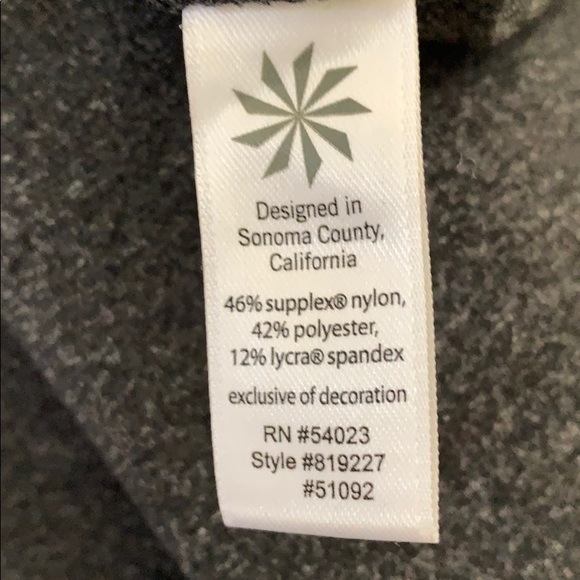 Designed in
Sonoma County,
California
46% supplex® nylon,
42% polyester,
12% lycra® spandex
exclusive of decoration
RN #54023
Style #819227
#51092